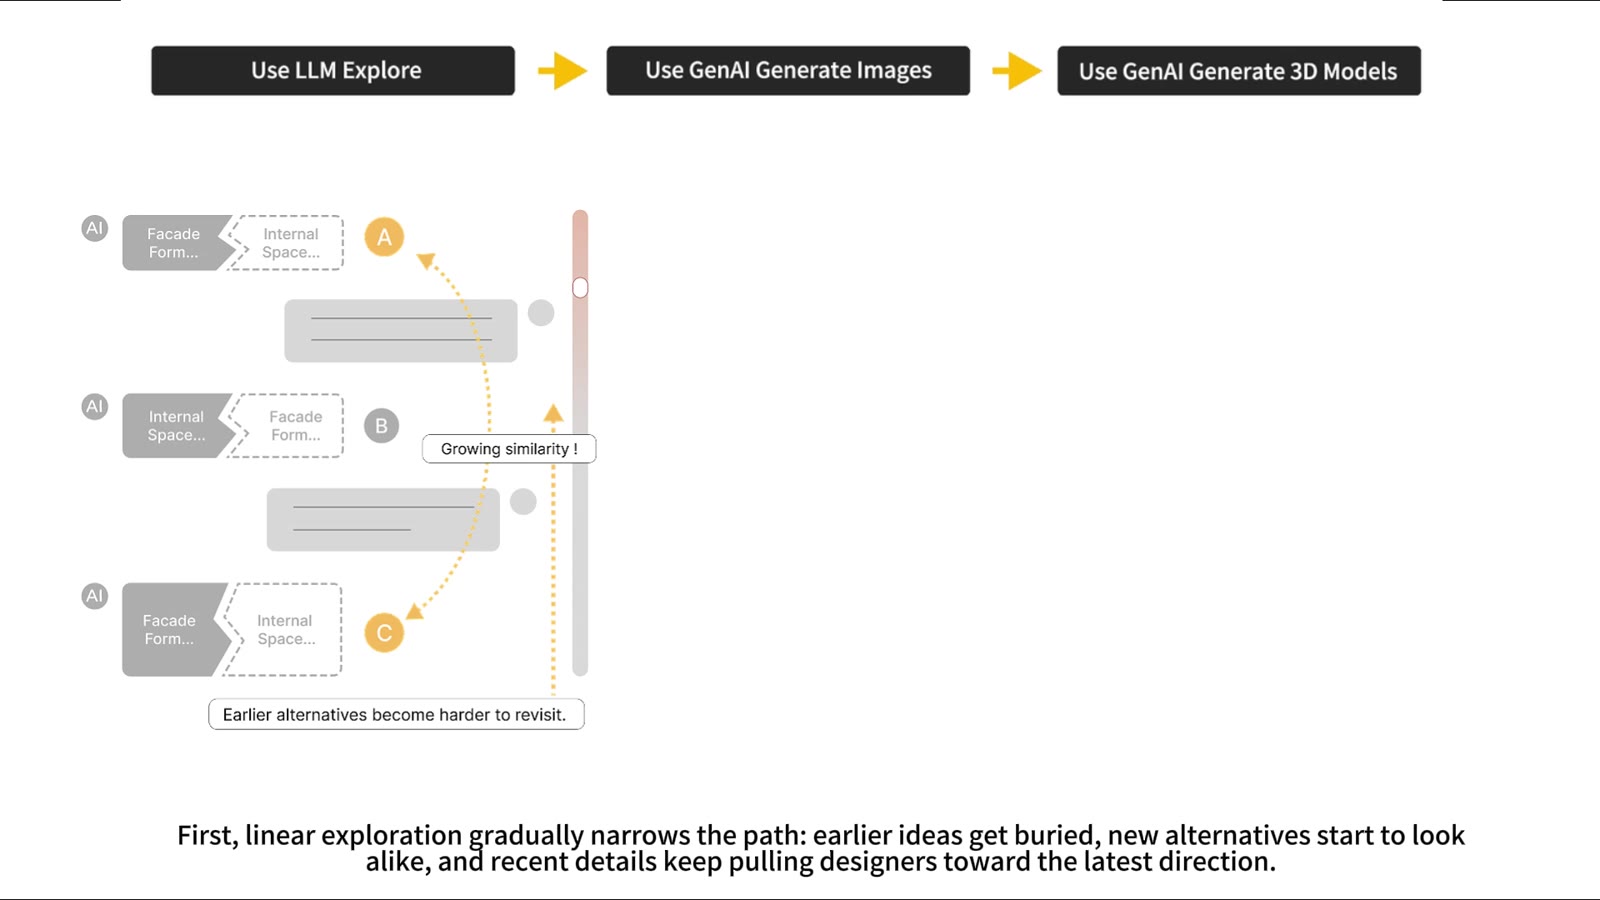 Use LLM Explore
Use GenAI Generate Images
Use GenAI Generate 3D Models
AI
Facade
Form...
Internal
Space...
A
AI
Internal
Space...
Facade
Form...
B
Growing similarity !
AI
Facade
Form...
Internal
Space...
C
Earlier alternatives become harder to revisit.
First, linear exploration gradually narrows the path: earlier ideas get buried, new alternatives start to look
alike, and recent details keep pulling designers toward the latest direction.